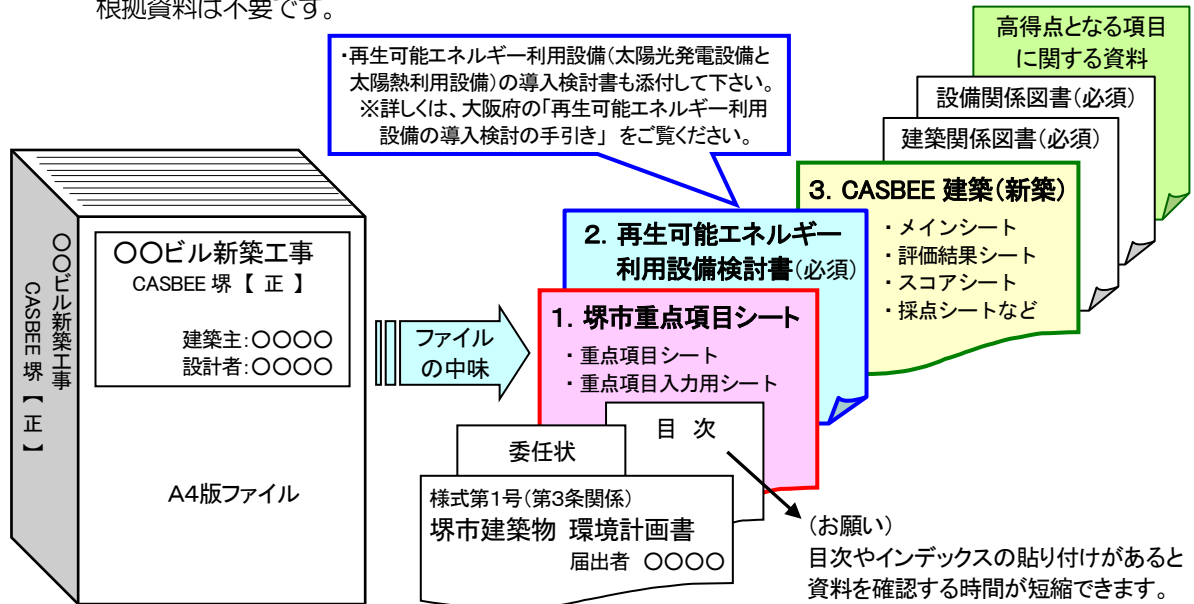 根拠資料は不要です。
・再生可能エネルギー利用設備(太陽光発電設備と
太陽熱利用設備)の導入検討書も添付して下さい。
※詳しくは、大阪府の「再生可能エネルギー利用
設備の導入検討の手引き」 をご覧ください。
高得点となる項目
に関する資料
設備関係図書(必須)
建築関係図書(必須)
3. CASBEE 建築(新築)
・メインシート
・評価結果シート
・スコアシート
・採点シートなど
2. 再生可能エネルギー
利用設備検討書(必須)
1. 堺市重点項目シート
・重点項目シート
・重点項目入力用シート
目 次
委任状
様式第1号(第3条関係)
堺市建築物 環境計画書
届出者 〇〇〇〇
〇〇ビル新築工事
CASBEE 堺 【 正 】
〇〇ビル新築工事
CASBEE 堺 【 正 】
建築主:〇〇〇〇
設計者:〇〇〇〇
A4版ファイル
ファイル
の中味
(お願い)
目次やインデックスの貼り付けがあると
資料を確認する時間が短縮できます。